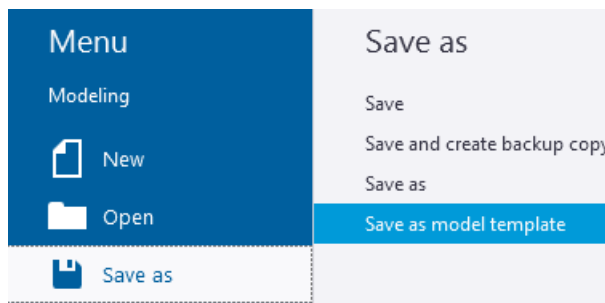 Menu
Modeling
New
Open
Save as
Save as
Save
Save and create backup copy
Save as
Save as model template